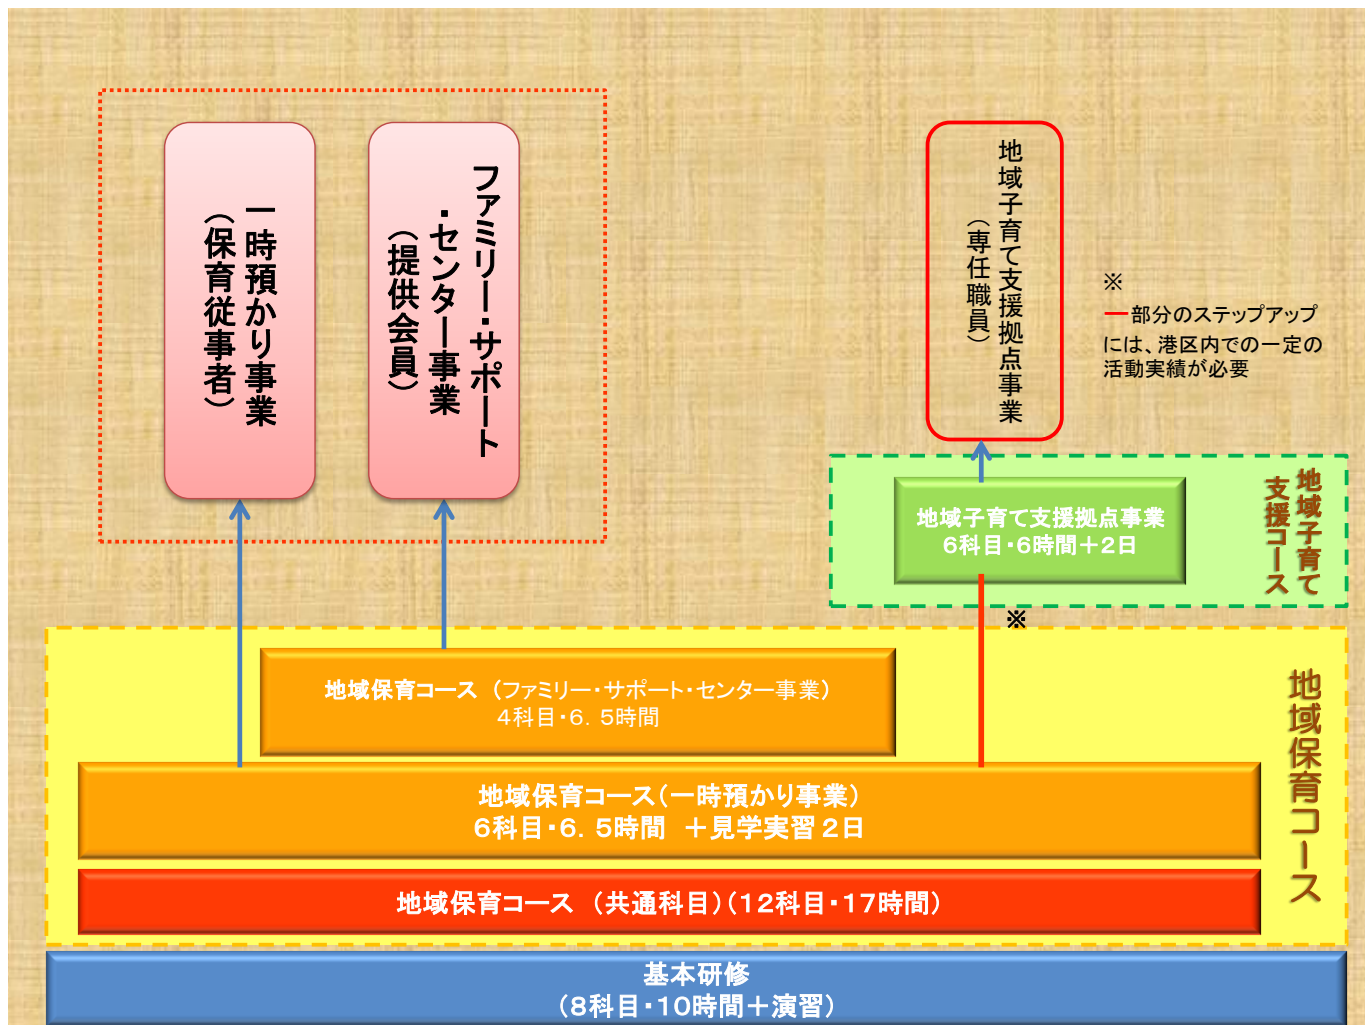 一時預かり事業
（保育従事者）
ファミリー・サポート
・センター事業
（提供会員）
地域子育て支援拠点事業
（専任職員）
※
ー部分のステップアップ
には、港区内での一定の
活動実績が必要
地域子育て
支援コース
地域子育て支援拠点事業
６科目・６時間＋２日
※
地域保育コース
地域保育コース　（ファミリー・サポート・センター事業）
４科目・６．５時間
地域保育コース（一時預かり事業）
６科目・６．５時間　＋見学実習２日
地域保育コース　（共通科目）（１２科目・１７時間）
基本研修
（８科目・１０時間＋演習）